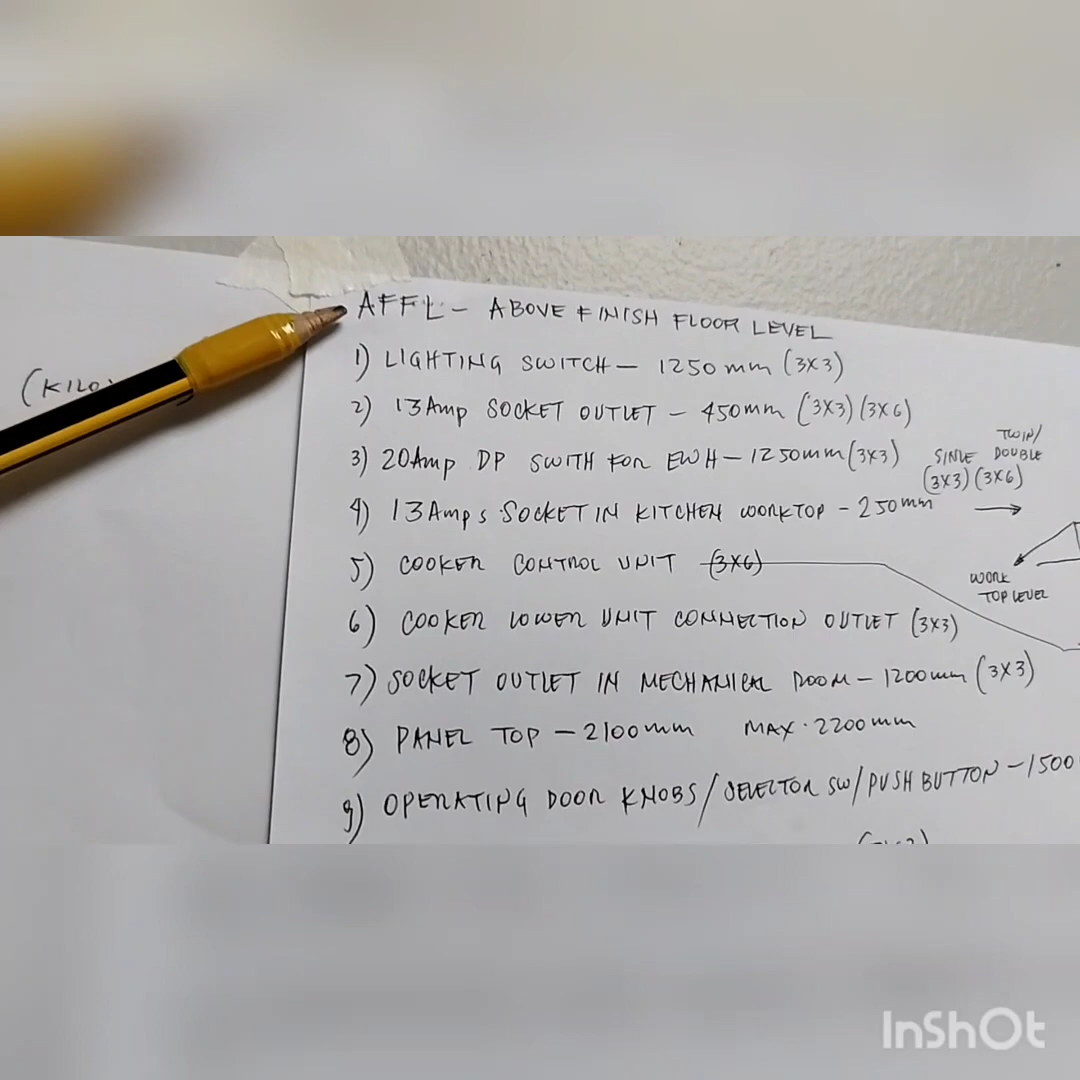 AFFL - ABOVE FINISH FLOOR LEVEL
1) LIGHTING SWITCH - 1250mm (3X3)
2) 13Amp SOCKET OUTLET - 450mm (3X3) (3X6)
3) 20Amp DP SWITH FOR EWH - 1250mm (3X3)
SINLE TWIN/
DOUBLE
(3X3) (3X6)
4) 13Amps SOCKET IN KITCHEN WORKTOP - 250mm
WORK
TOP LEVEL
5) COOKER CONTROL UNIT (3X6)
6) COOKER LOWER UNIT CONNECTION OUTLET (3X3)
7) SOCKET OUTLET IN MECHANICAL ROOM - 1200mm (3X3)
8) PANEL TOP - 2100mm MAX. 2200mm
9) OPERATING DOOR KNOBS/SELECTOR SW/PUSH BUTTON - 1500
InShOt